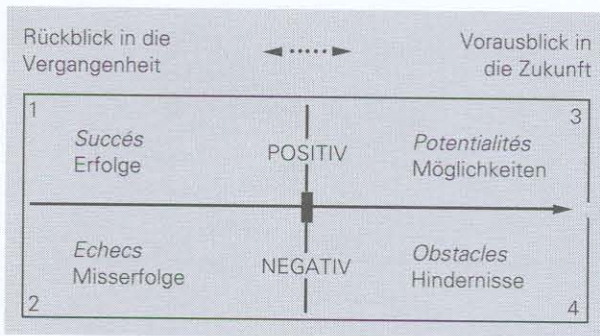 Rückblick in die
Vergangenheit
Vorausblick in
die Zukunft
1
Succés
Erfolge
POSITIV
3
Potentialités
Möglichkeiten
Echecs
Misserfolge
2
NEGATIV
Obstacles
Hindernisse
4